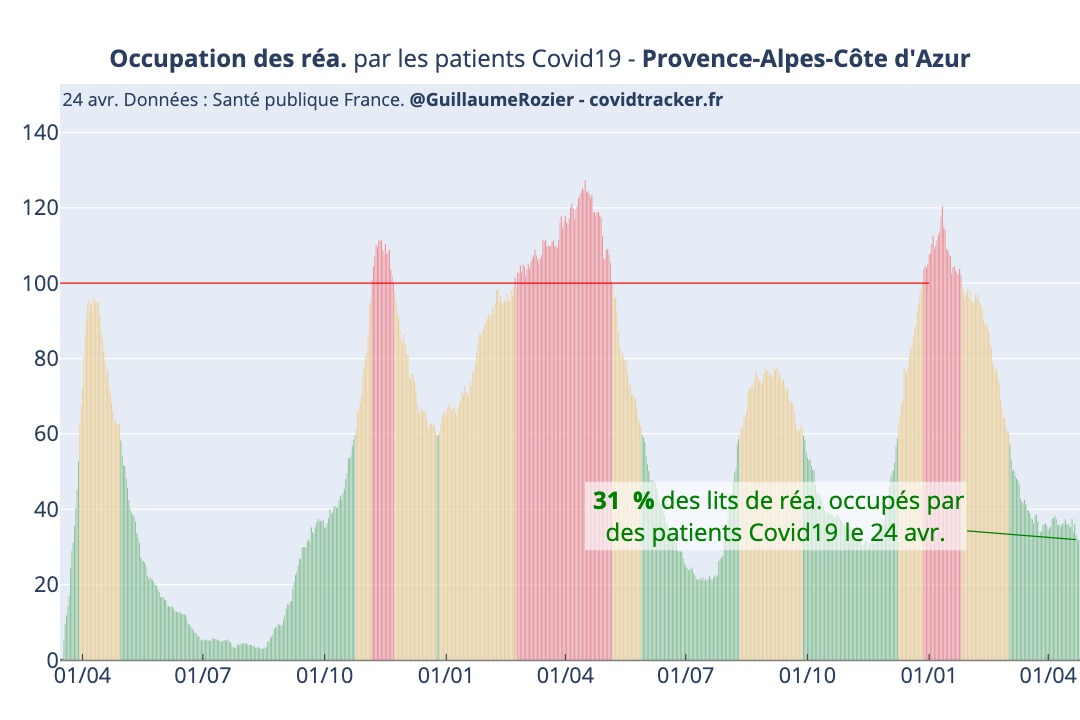 Occupation des réa. par les patients Covid19 - Provence-Alpes-Côte d'Azur
24 avr. Données : Santé publique France. @GuillaumeRozier - covidtracker.fr
140
120
100
80
60
40
20
0
31 % des lits de réa. occupés par
des patients Covid19 le 24 avr.
01/04 01/07 01/10 01/01 01/04 01/07 01/10 01/01 01/04